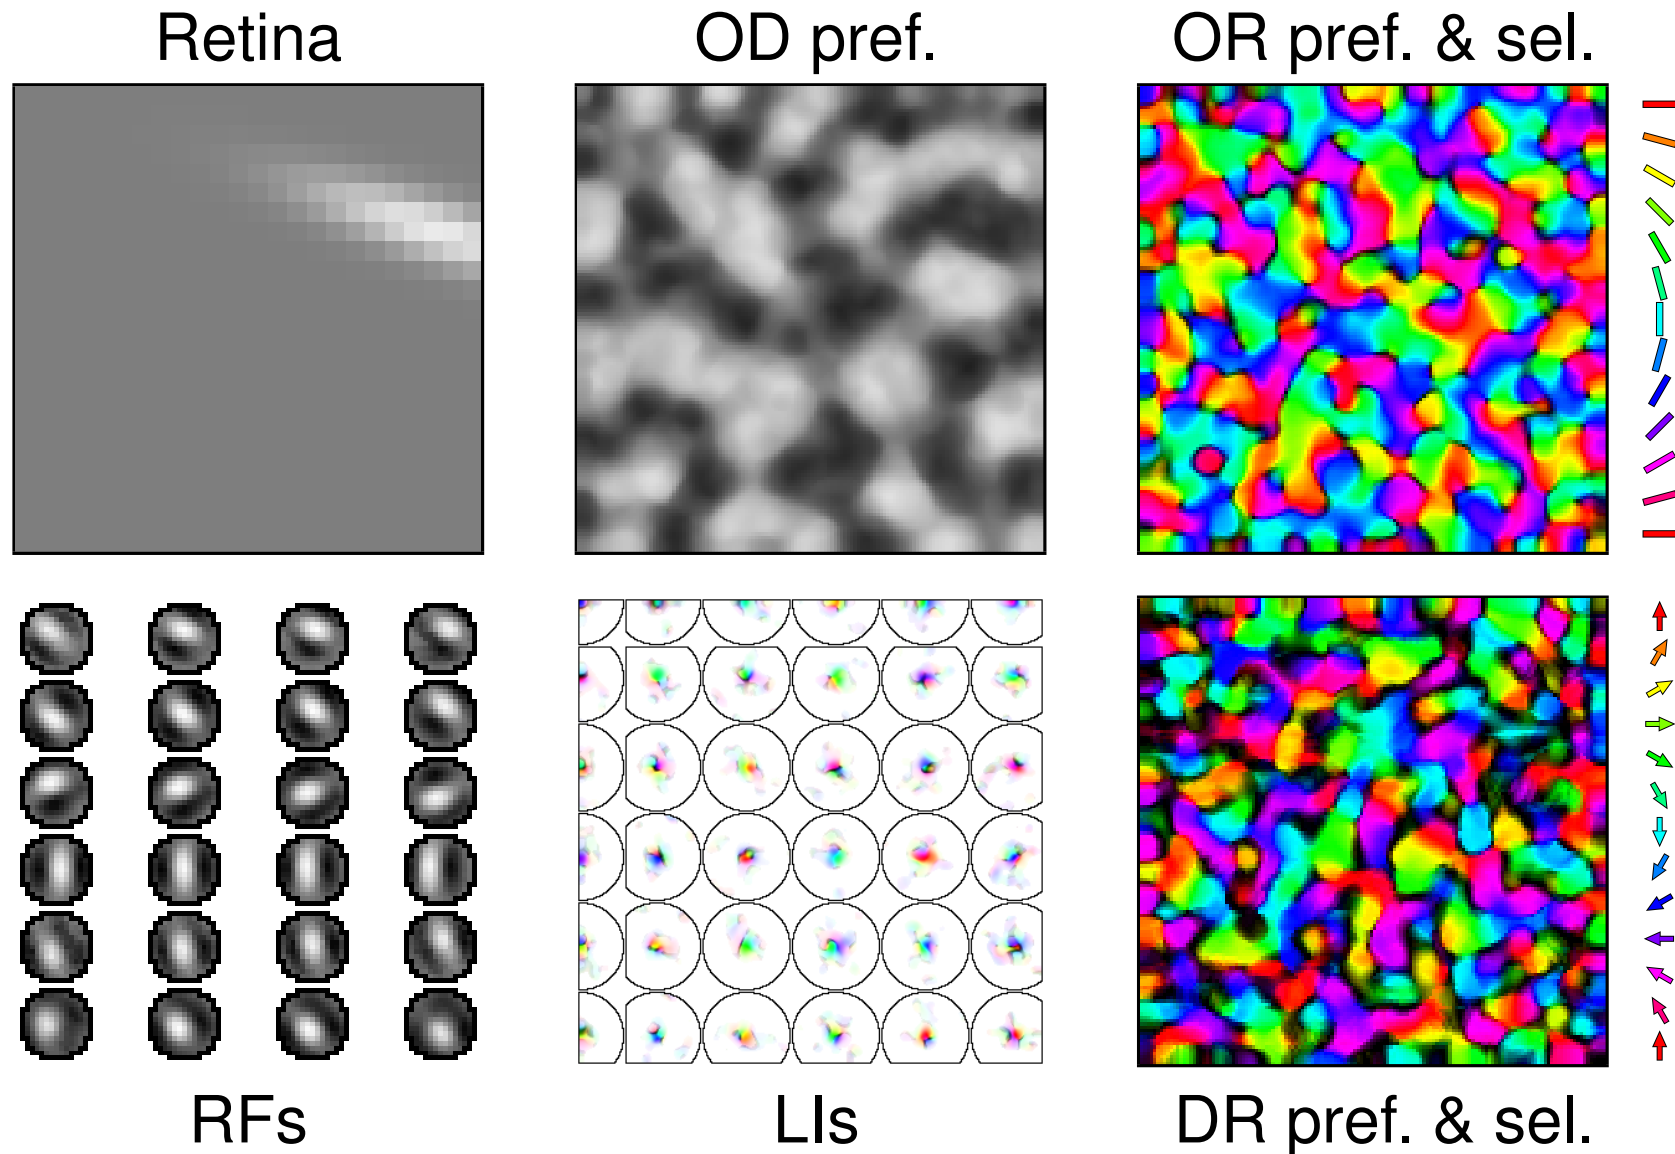 Retina
OD pref.
OR pref. & sel.
RFs
LIs
DR pref. & sel.